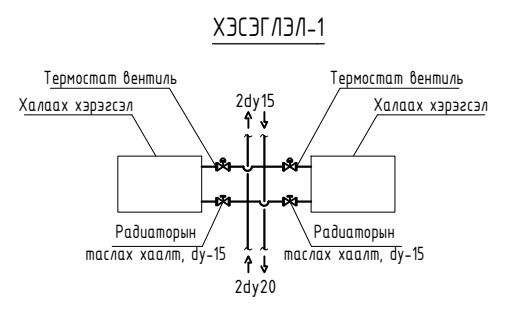 ХЭСЭГЛЭЛ-1
Термостат вентиль
Термостат вентиль
Халаах хэрэгсэл
2dy15
Халаах хэрэгсэл
Радиаторын
таслах хаалт, dy-15
Радиаторын
таслах хаалт, dy-15
2dy20